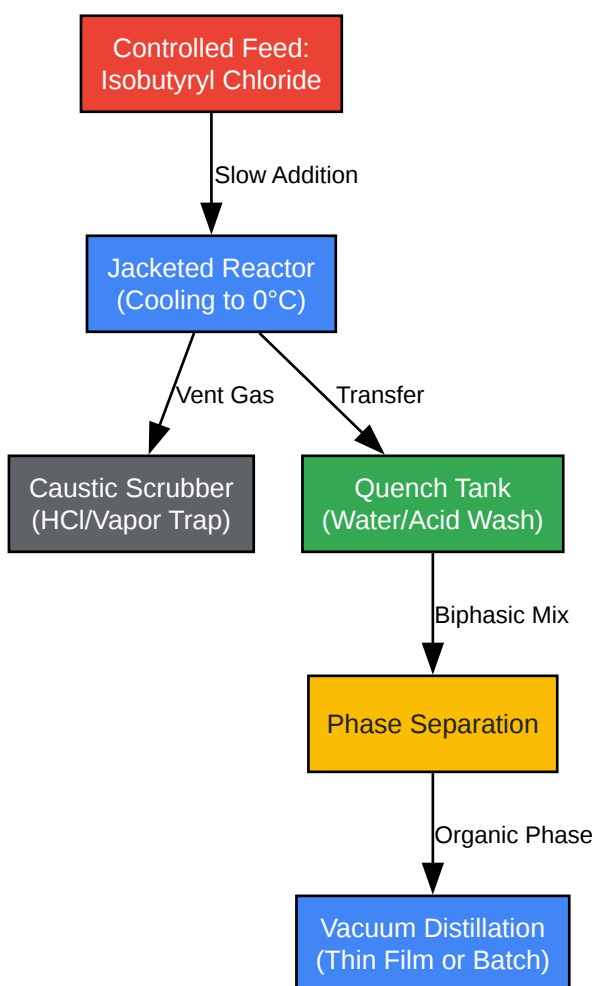 Controlled Feed:
Isobutyryl Chloride
Slow Addition
Jacketed Reactor
(Cooling to 0°C)
Vent Gas
Transfer
Caustic Scrubber
(HCl/Vapor Trap)
Quench Tank
(Water/Acid Wash)
Biphasic Mix
Phase Separation
Organic Phase
Vacuum Distillation
(Thin Film or Batch)